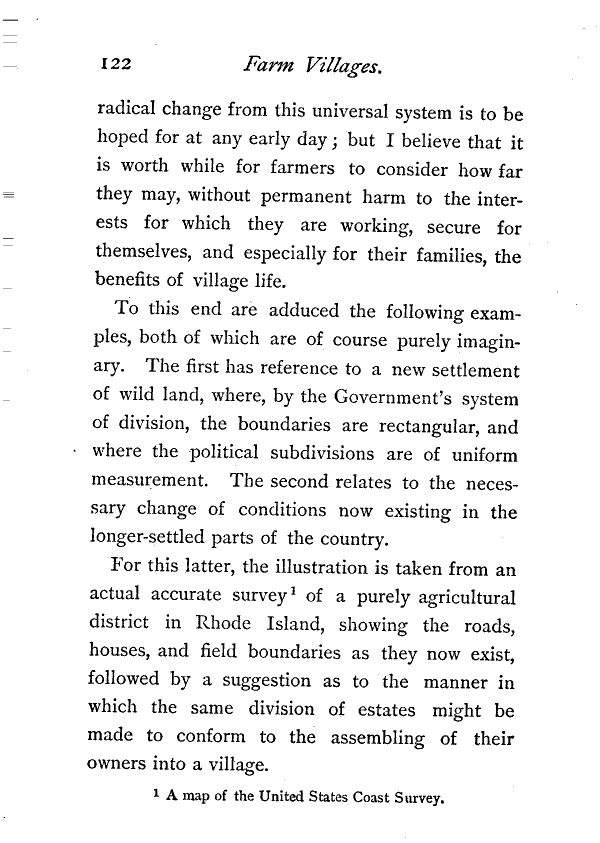 122 Farm Villages.
radical change from this universal system is to be
hoped for at any early day; but I believe that it
is worth while for farmers to consider how far
they may, without permanent harm to the inter-
ests for which they are working, secure for
themselves, and especially for their families, the
benefits of village life.
To this end are adduced the following exam-
ples, both of which are of course purely imagin-
ary. The first has reference to a new settlement
of wild land, where, by the Government's system
of division, the boundaries are rectangular, and
where the political subdivisions are of uniform
measurement. The second relates to the neces-
sary change of conditions now existing in the
longer-settled parts of the country.
For this latter, the illustration is taken from an
actual accurate survey¹ of a purely agricultural
district in Rhode Island, showing the roads,
houses, and field boundaries as they now exist,
followed by a suggestion as to the manner in
which the same division of estates might be
made to conform to the assembling of their
owners into a village.
¹ A map of the United States Coast Survey.